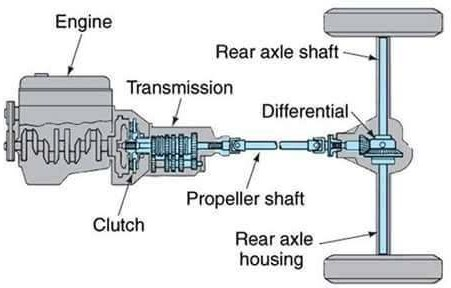 Engine
Rear axle shaft
Transmission
Differential
Propeller shaft
Clutch
Rear axle
housing